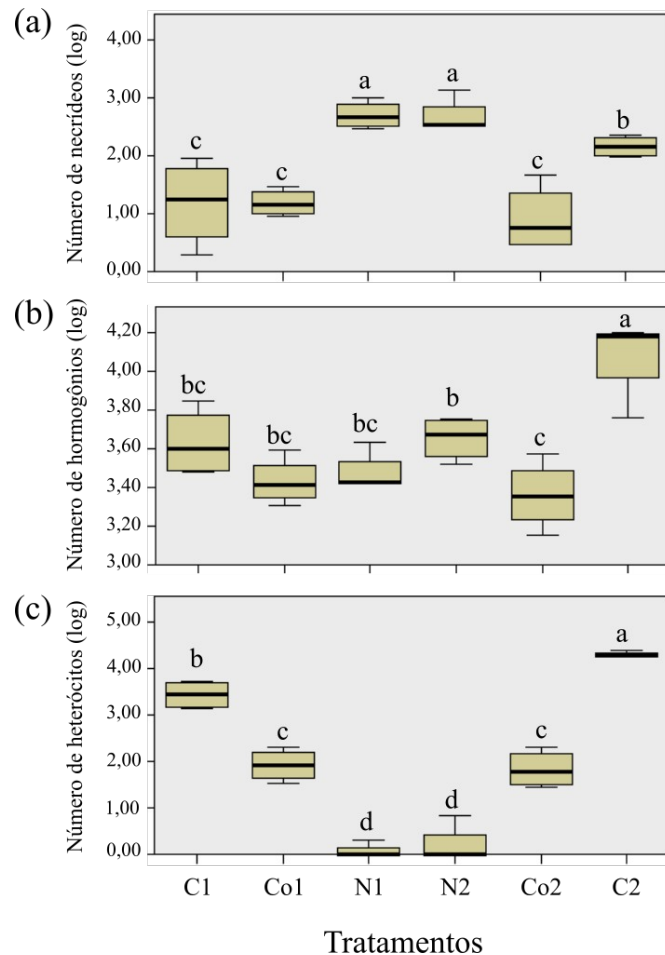 (a)
Número de necrídeos (log)
4,00
3,00
2,00
1,00
0,00
c
c
a
a
c
b
(b)
Número de hormogônios (log)
4,20
4,00
3,80
3,60
3,40
3,20
3,00
bc
bc
bc
b
c
a
(c)
Número de heterócitos (log)
5,00
4,00
3,00
2,00
1,00
0,00
b
c
d
d
c
a
C1 Co1 N1 N2 Co2 C2
Tratamentos